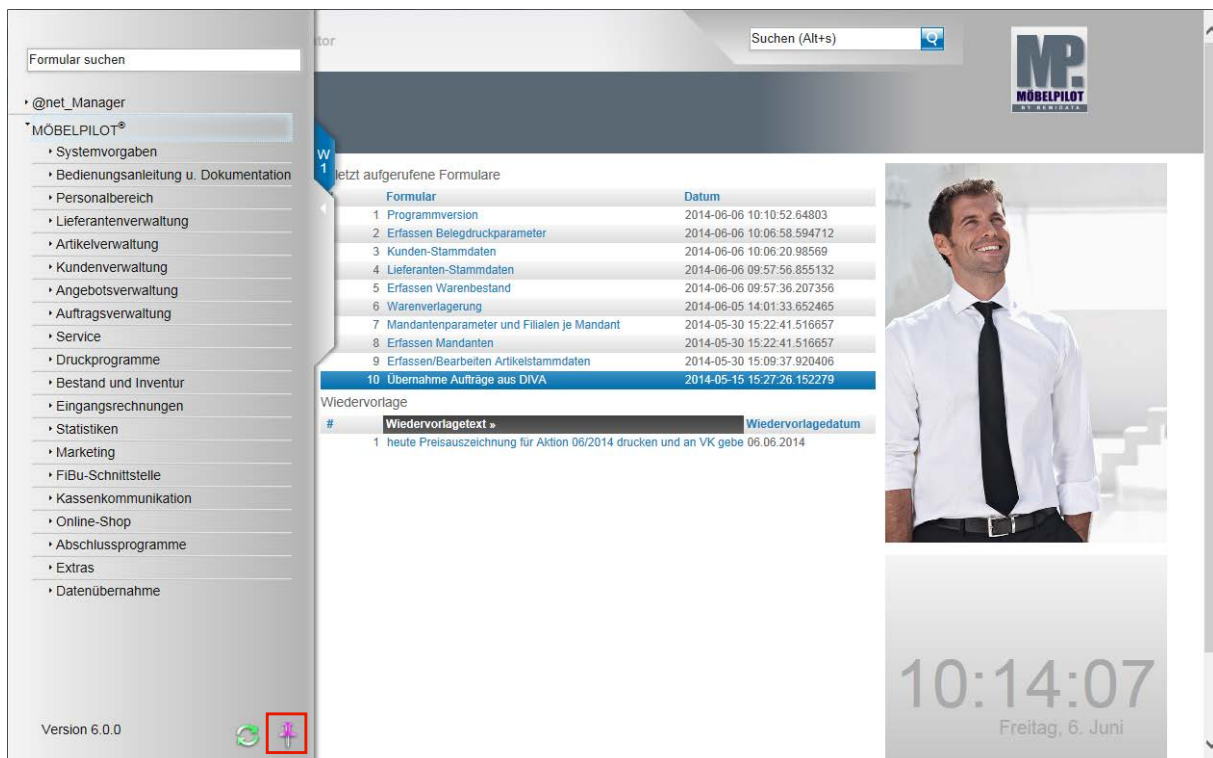 tor
Suchen (Alt+s)
Formular suchen
MP.
MÖBELPILOT
BY BEMIDATA
@net_Manager
MÖBELPILOT®
Systemvorgaben
Bedienungsanleitung u. Dokumentation
Personalbereich
Lieferantenverwaltung
Artikelverwaltung
Kundenverwaltung
Angebotsverwaltung
Auftragsverwaltung
Service
Druckprogramme
Bestand und Inventur
Eingangsrechnungen
Statistiken
Marketing
FiBu-Schnittstelle
Kassenkommunikation
Online-Shop
Abschlussprogramme
Extras
Datenübernahme
Version 6.0.0
W
1
letzt aufgerufene Formulare
Formular Datum
1 Programmversion 2014-06-06 10:10:52.64803
2 Erfassen Belegdruckparameter 2014-06-06 10:06:58.594712
3 Kunden-Stammdaten 2014-06-06 10:06:20.98569
4 Lieferanten-Stammdaten 2014-06-06 09:57:56.855132
5 Erfassen Warenbestand 2014-06-06 09:57:36.207356
6 Warenverlagerung 2014-06-05 14:01:33.652465
7 Mandantenparameter und Filialen je Mandant 2014-05-30 15:22:41.516657
8 Erfassen Mandanten 2014-05-30 15:22:41.516657
9 Erfassen/Bearbeiten Artikelstammdaten 2014-05-30 15:09:37.920406
10 Übernahme Aufträge aus DIVA 2014-05-15 15:27:26.152279
Wiedervorlage
# Wiedervorlagetext » Wiedervorlagedatum
1 heute Preisauszeichnung für Aktion 06/2014 drucken und an VK gebe 06.06.2014
10:14:07
Freitag, 6. Juni